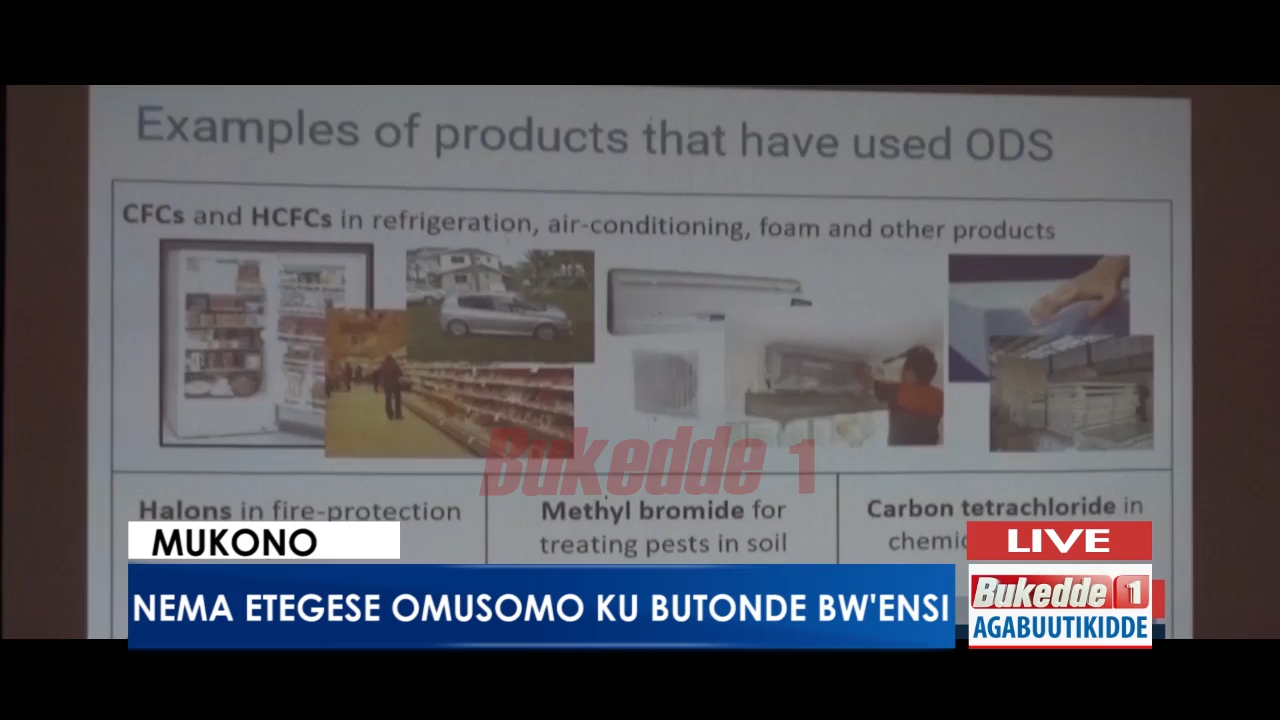 Examples of products that have used ODS
CFCs and HCFCs in refrigeration, air-conditioning, foam and other products
Bukedde 1
Halons in fire-protection
Methyl bromide for
treating pests in soil
Carbon tetrachloride in
MUKONO
LIVE
NEMA ETEGESE OMUSOMO KU BUTONDE BW'ENSI
Bukedde 1
AGABUUTIKIDDE